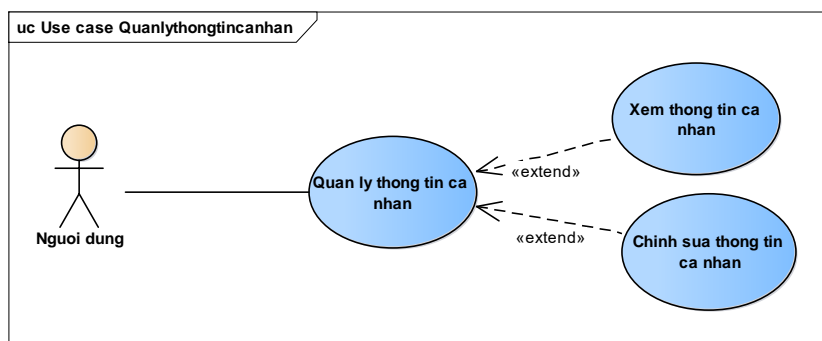 uc Use case Quanlythongtincanhan
Xem thong tin ca
nhan
Quan ly thong tin ca
nhan
«extend»
Nguoi dung
«extend»
Chinh sua thong tin
ca nhan